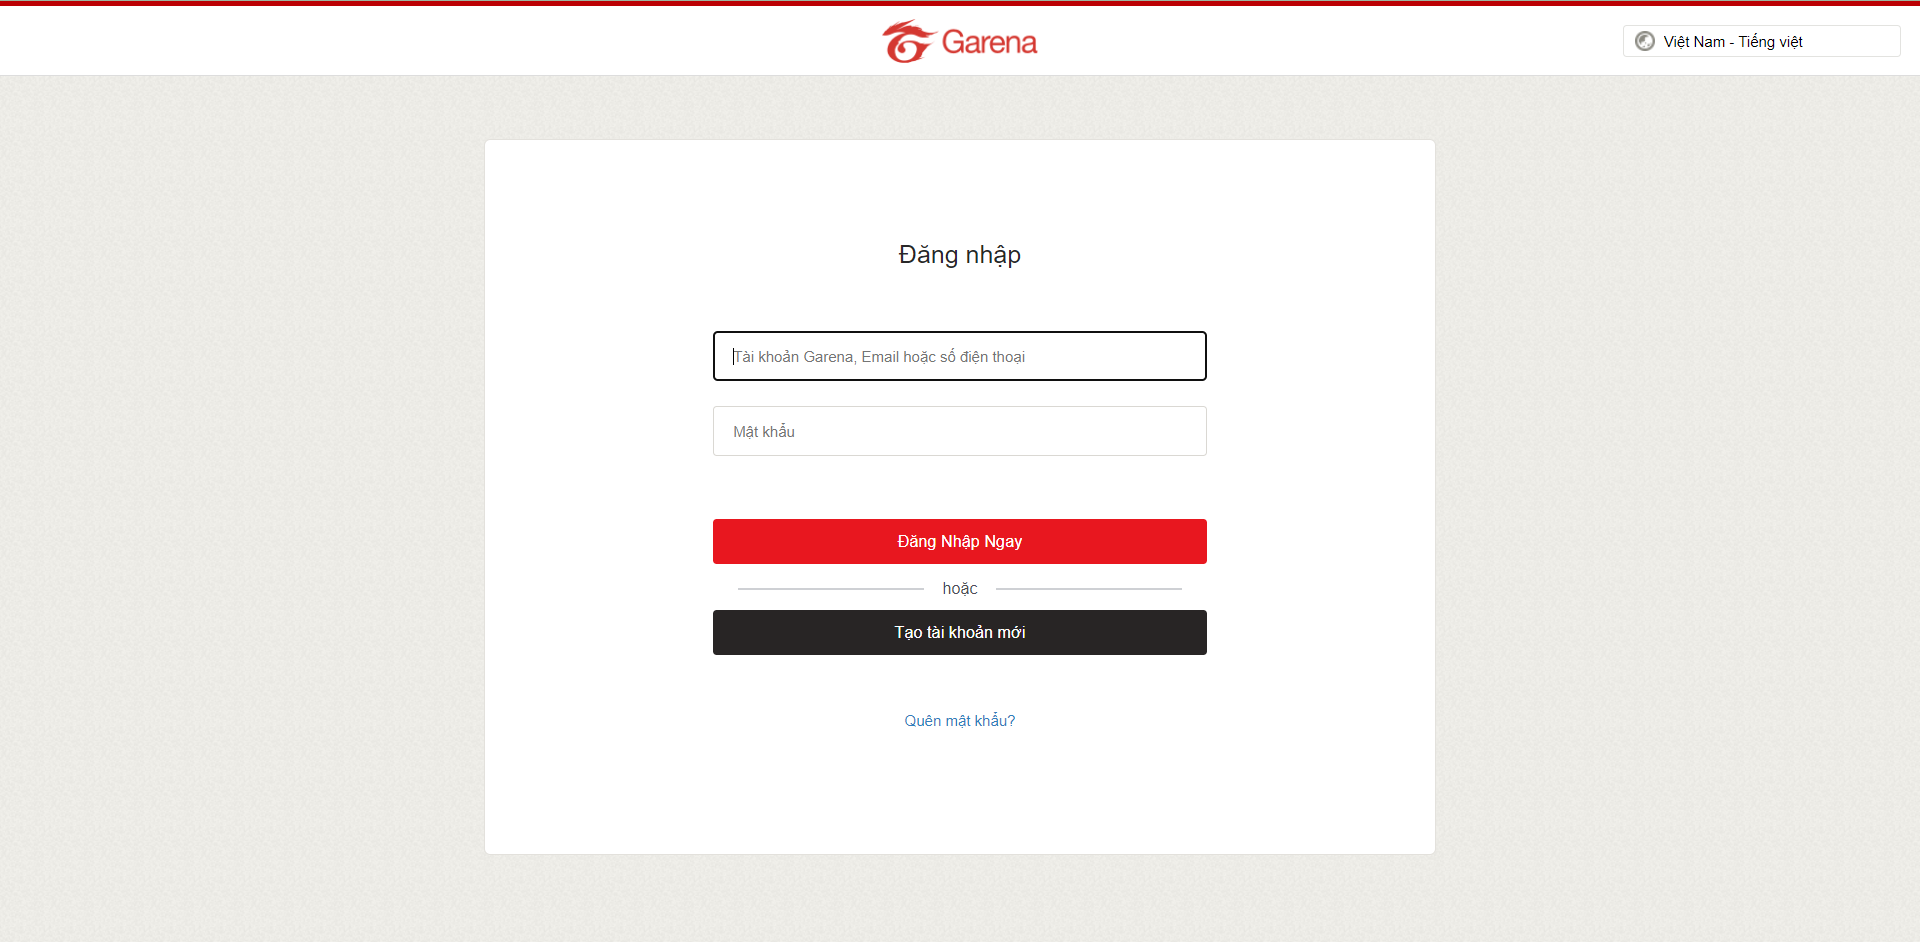 Garena
Việt Nam - Tiếng việt
Đăng nhập
Tài khoản Garena, Email hoặc số điện thoại
Mật khẩu
Đăng Nhập Ngay
hoặc
Tạo tài khoản mới
Quên mật khẩu?